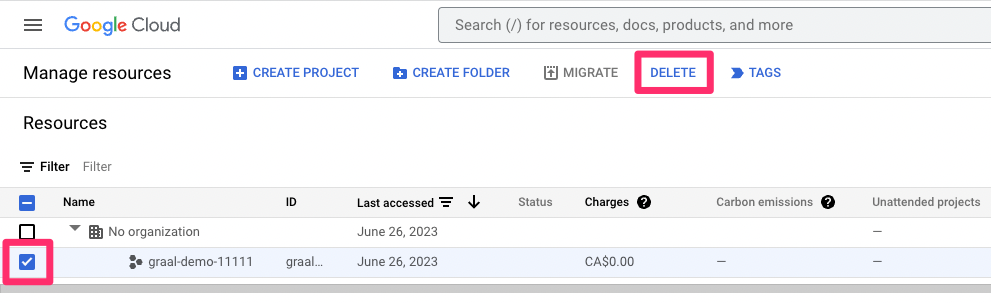 Google Cloud
Search (/) for resources, docs, products, and more
Manage resources CREATE PROJECT CREATE FOLDER MIGRATE DELETE TAGS
Resources
Filter Filter
Name ID Last accessed Status Charges ? Carbon emissions ? Unattended projects
No organization June 26, 2023 —
graal-demo-11111 graal… June 26, 2023 CA$0.00 — —